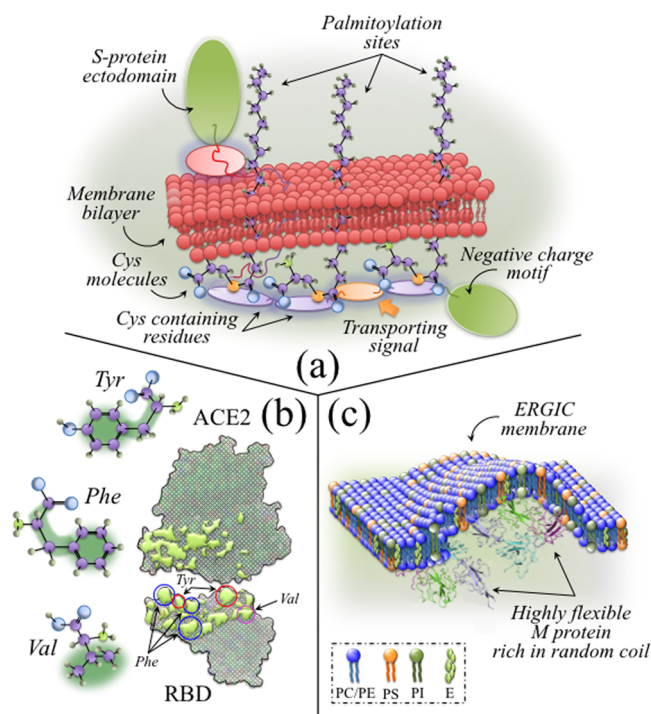 Palmitoylation
sites
S-protein
ectodomain
Membrane
bilayer
Cys
molecules
Negative charge
motif
Cys containing
residues
Transporting
signal
(a)
(b)
Tyr
ACE2
Phe
Tyr
Val
Phe
Val
RBD
(c)
ERGIC
membrane
Highly flexible
M protein
rich in random coil
PC/PE PS PI E